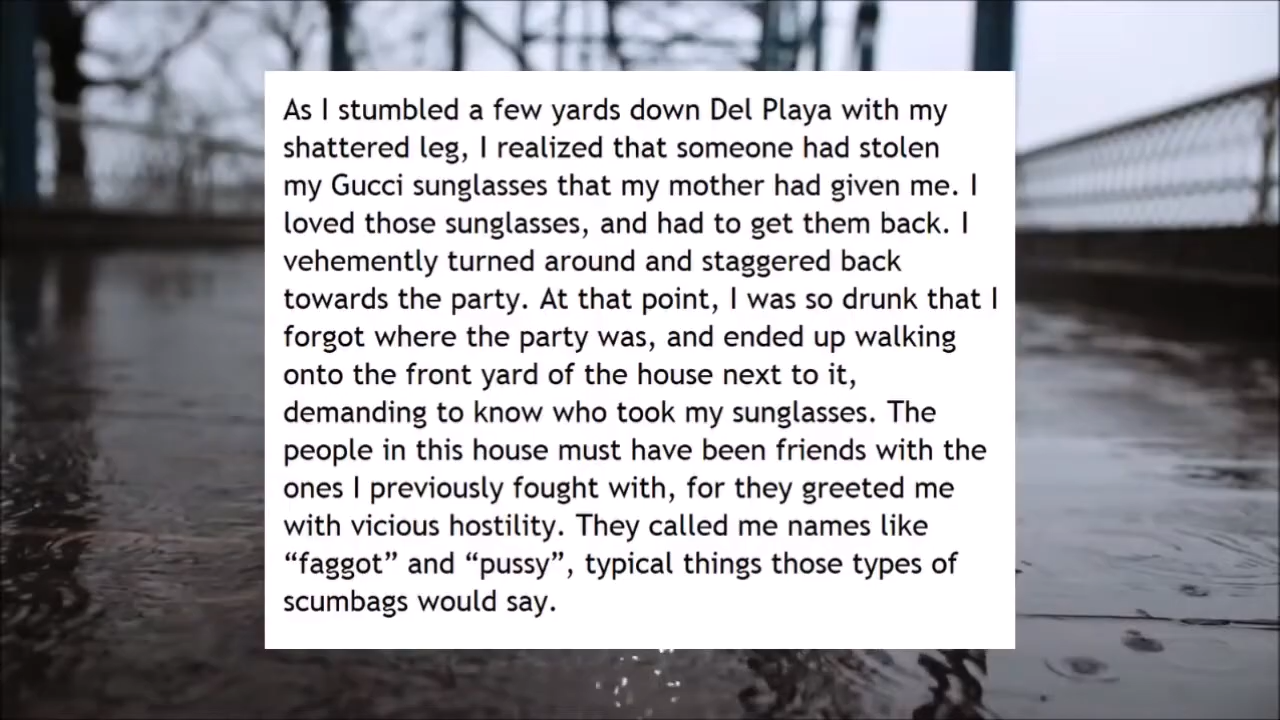 As I stumbled a few yards down Del Playa with my
shattered leg, I realized that someone had stolen
my Gucci sunglasses that my mother had given me. I
loved those sunglasses, and had to get them back. I
vehemently turned around and staggered back
towards the party. At that point, I was so drunk that I
forgot where the party was, and ended up walking
onto the front yard of the house next to it,
demanding to know who took my sunglasses. The
people in this house must have been friends with the
ones I previously fought with, for they greeted me
with vicious hostility. They called me names like
“faggot” and “pussy”, typical things those types of
scumbags would say.